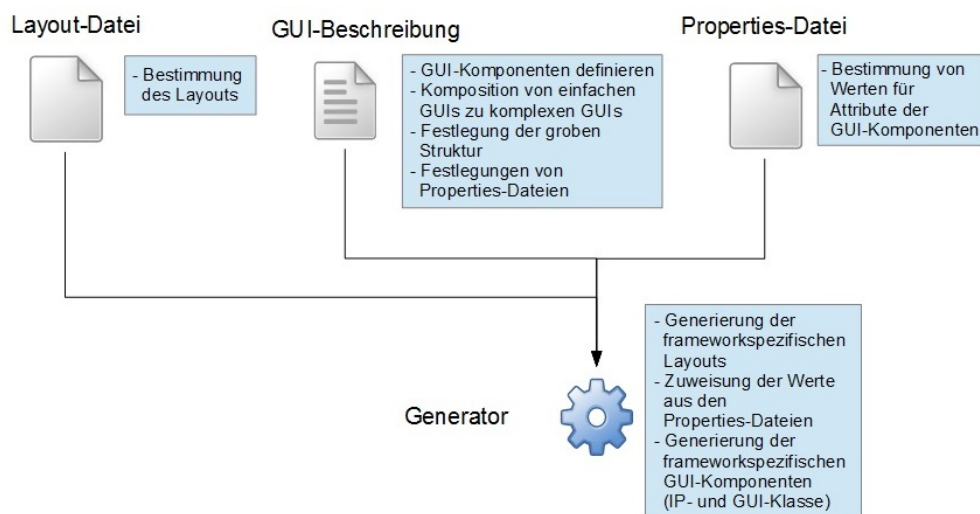 Layout-Datei
- Bestimmung
des Layouts
GUI-Beschreibung
- GUI-Komponenten definieren
- Komposition von einfachen
GUIs zu komplexen GUIs
- Festlegung der groben
Struktur
- Festlegungen von
Properties-Dateien
Properties-Datei
- Bestimmung von
Werten für
Attribute der
GUI-Komponenten
Generator
- Generierung der
frameworkspezifischen
Layouts
- Zuweisung der Werte
aus den
Properties-Dateien
- Generierung der
frameworkspezifischen
GUI-Komponenten
(IP- und GUI-Klasse)